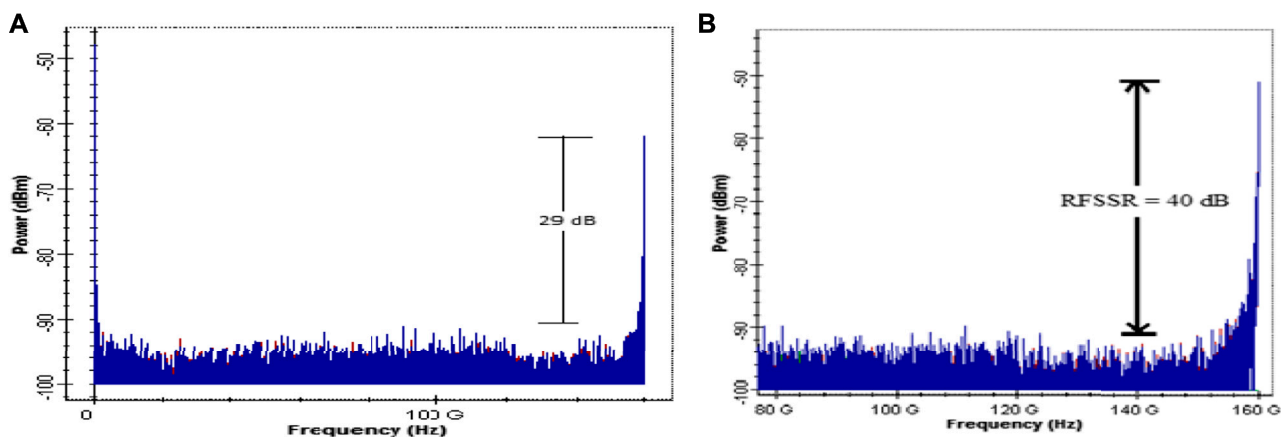 A
Power (dBm)
-50
-60
-70
-80
-90
-100
29 dB
0
103 G
Frequency (Hz)
B
Power (dBm)
-50
-60
-70
-80
-90
-100
RFSSR = 40 dB
80 G
100 G
120 G
140 G
160 G
Frequency (Hz)